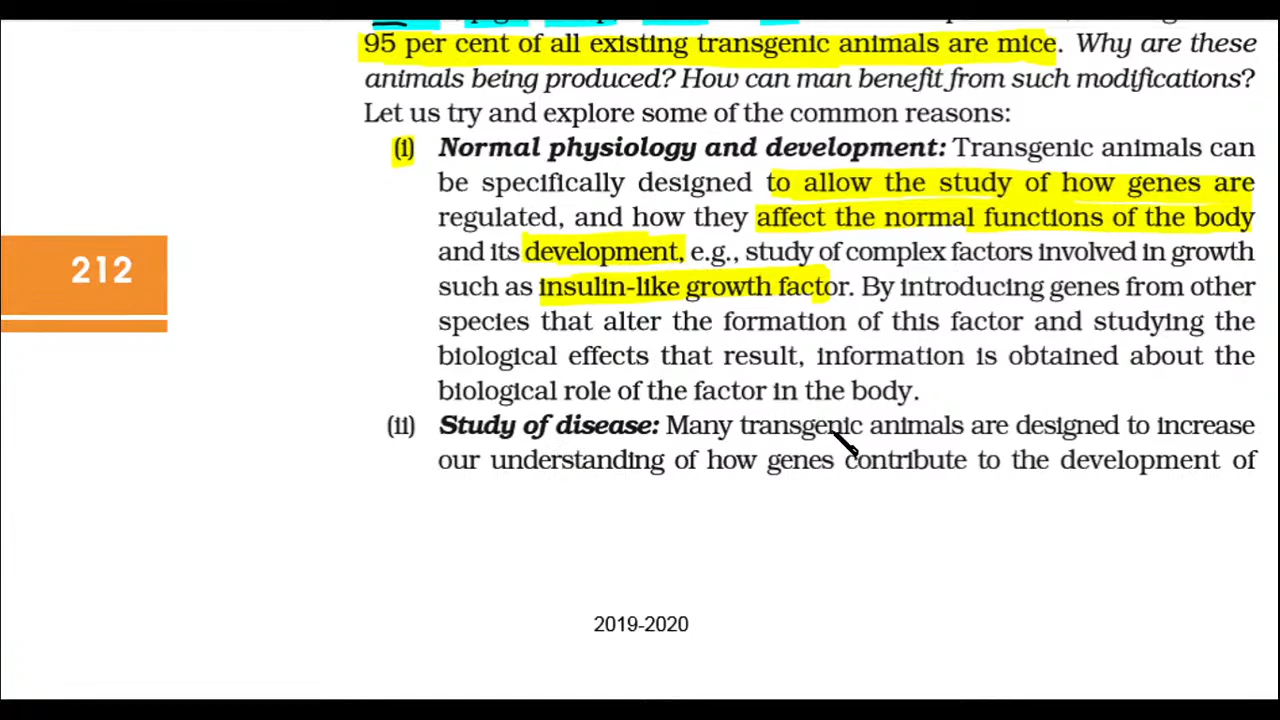 95 per cent of all existing transgenic animals are mice. Why are these
animals being produced? How can man benefit from such modifications?
Let us try and explore some of the common reasons:
(i) Normal physiology and development: Transgenic animals can
be specifically designed to allow the study of how genes are
regulated, and how they affect the normal functions of the body
and its development, e.g., study of complex factors involved in growth
such as insulin-like growth factor. By introducing genes from other
species that alter the formation of this factor and studying the
biological effects that result, information is obtained about the
biological role of the factor in the body.
212
(ii) Study of disease: Many transgenic animals are designed to increase
our understanding of how genes contribute to the development of
2019-2020